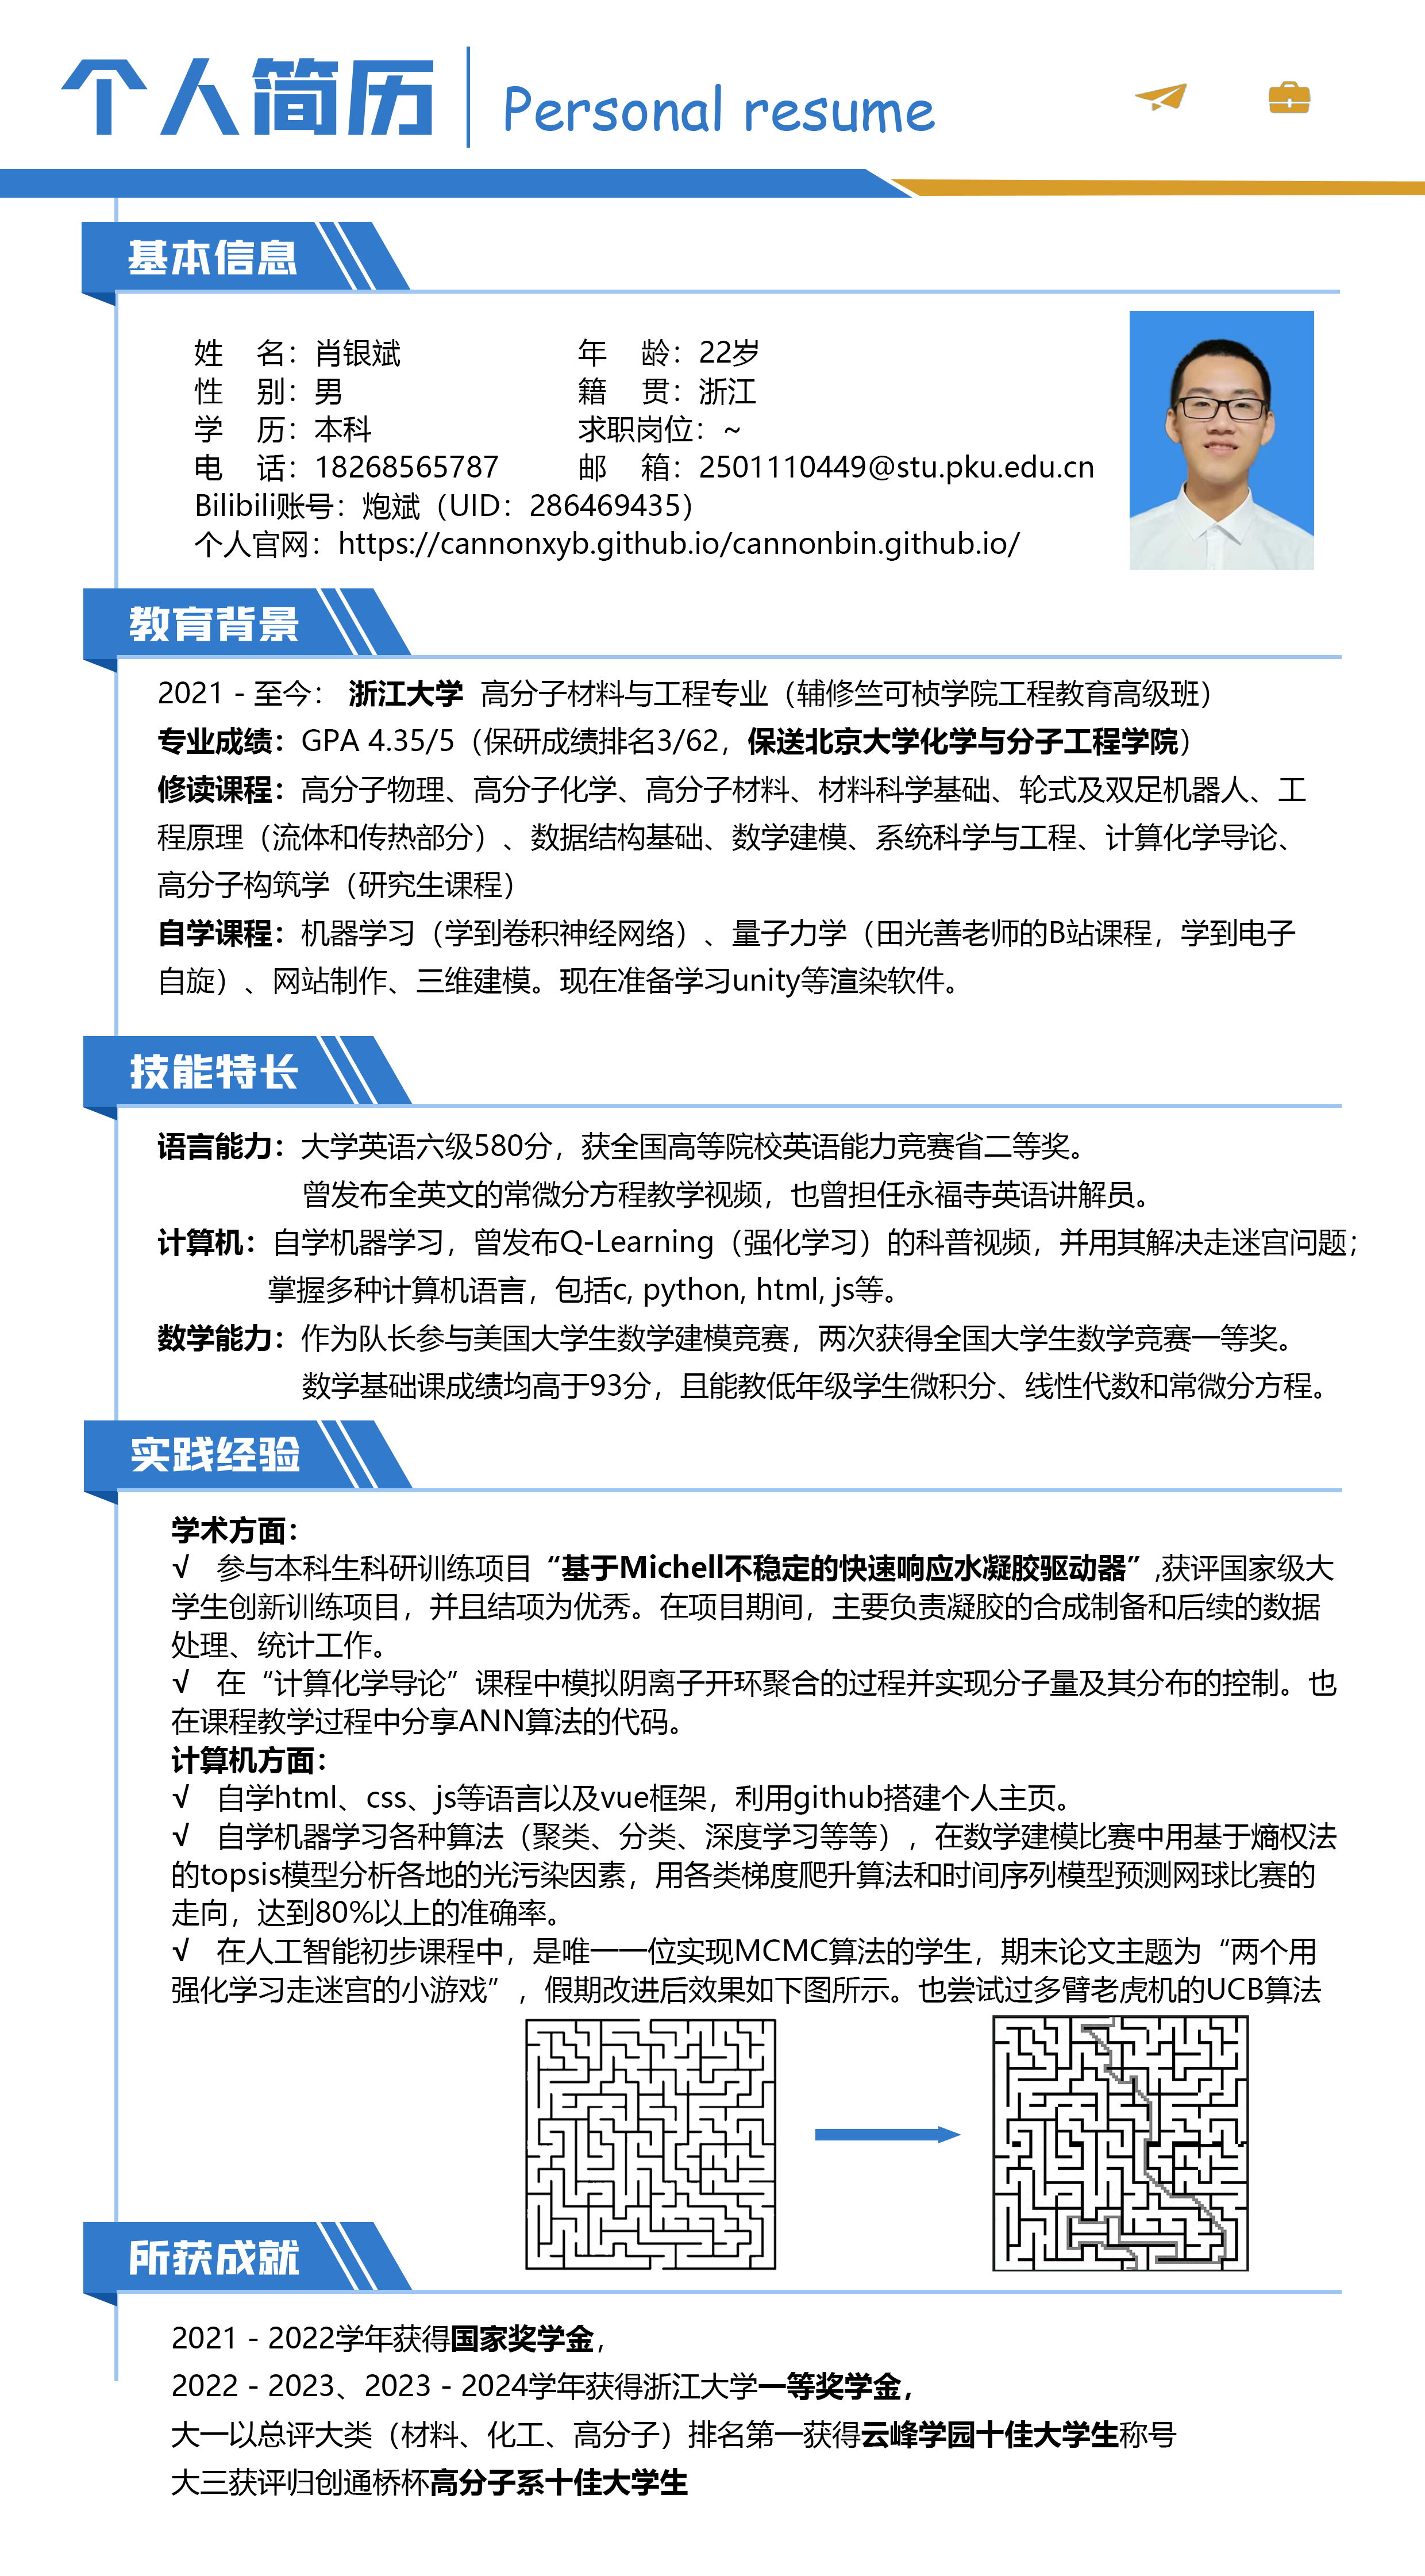 个人简历
Personal resume
基本信息
姓 名：肖银斌 年 龄：22岁
性 别：男 籍 贯：浙江
学 历：本科 求职岗位：~
电 话：18268565787 邮 箱：2501110449@stu.pku.edu.cn
Bilibili账号：炮斌（UID：286469435）
个人官网：https://cannonxyb.github.io/cannonbin.github.io/
教育背景
2021 - 至今： 浙江大学 高分子材料与工程专业（辅修竺可桢学院工程教育高级班）
专业成绩：GPA 4.35/5（保研成绩排名3/62，保送北京大学化学与分子工程学院）
修读课程：高分子物理、高分子化学、高分子材料、材料科学基础、轮式及双足机器人、工
程原理（流体和传热部分）、数据结构基础、数学建模、系统科学与工程、计算化学导论、
高分子构筑学（研究生课程）
自学课程：机器学习（学到卷积神经网络）、量子力学（田光善老师的B站课程，学到电子
自旋）、网站制作、三维建模。现在准备学习unity等渲染软件。
技能特长
语言能力：大学英语六级580分，获全国高等院校英语能力竞赛省二等奖。
曾发布全英文的常微分方程教学视频，也曾担任永福寺英语讲解员。
计算机：自学机器学习，曾发布Q-Learning（强化学习）的科普视频，并用其解决走迷宫问题；
掌握多种计算机语言，包括c, python, html, js等。
数学能力：作为队长参与美国大学生数学建模竞赛，两次获得全国大学生数学竞赛一等奖。
数学基础课成绩均高于93分，且能教低年级学生微积分、线性代数和常微分方程。
实践经验
学术方面：
√ 参与本科生科研训练项目“基于Michell不稳定的快速响应水凝胶驱动器”,获评国家级大
学生创新训练项目，并且结项为优秀。在项目期间，主要负责凝胶的合成制备和后续的数据
处理、统计工作。
√ 在“计算化学导论”课程中模拟阴离子开环聚合的过程并实现分子量及其分布的控制。也
在课程教学过程中分享ANN算法的代码。
计算机方面：
√ 自学html、css、js等语言以及vue框架，利用github搭建个人主页。
√ 自学机器学习各种算法（聚类、分类、深度学习等等），在数学建模比赛中用基于熵权法
的topsis模型分析各地的光污染因素，用各类梯度爬升算法和时间序列模型预测网球比赛的
走向，达到80%以上的准确率。
√ 在人工智能初步课程中，是唯一一位实现MCMC算法的学生，期末论文主题为“两个用
强化学习走迷宫的小游戏”，假期改进后效果如下图所示。也尝试过多臂老虎机的UCB算法
所获成就
2021 - 2022学年获得国家奖学金，
2022 - 2023、2023 - 2024学年获得浙江大学一等奖学金，
大一以总评大类（材料、化工、高分子）排名第一获得云峰学园十佳大学生称号
大三获评归创通桥杯高分子系十佳大学生